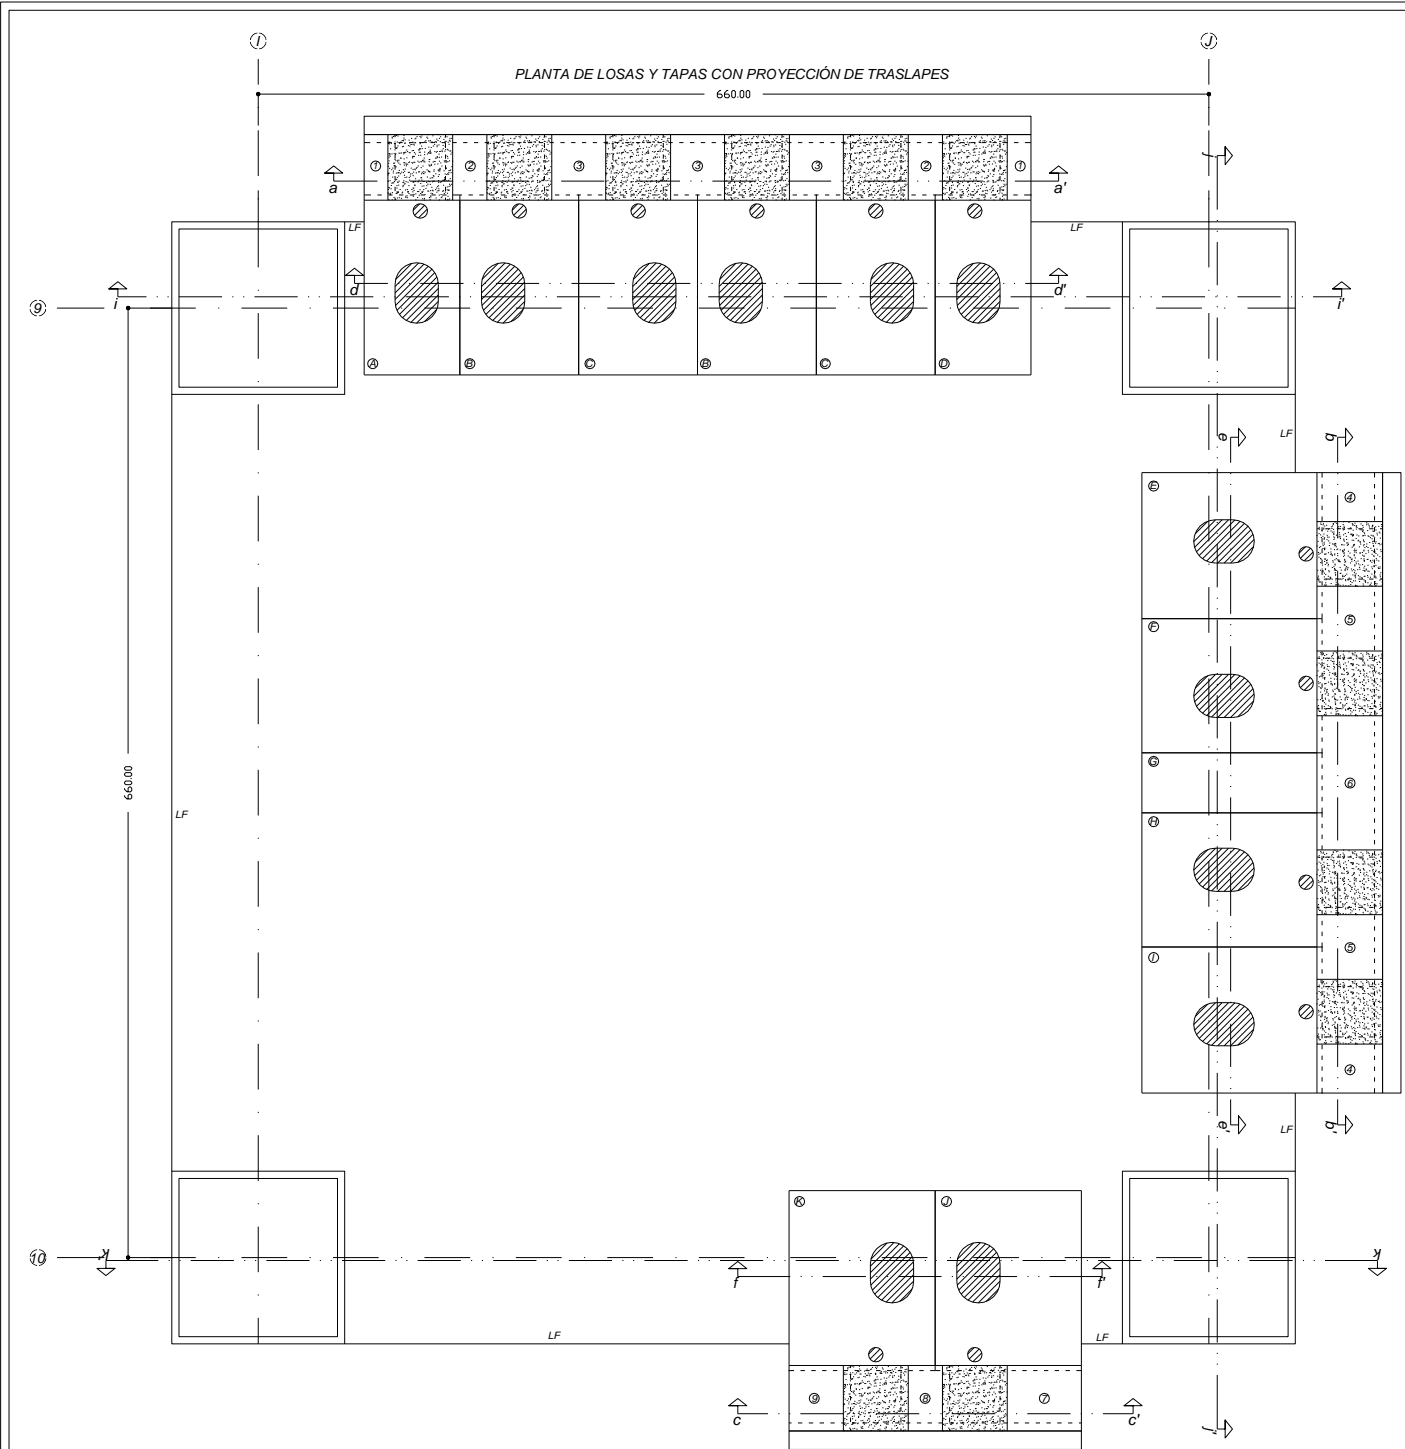 I J
PLANTA DE LOSAS Y TAPAS CON PROYECCIÓN DE TRASLAPES
660.00
j
1 2 3 3 3 2 1
a a'
LF LF
d d'
i i'
9
A B C B C D
e LF b
E 4
5
F
G
660.00 6
LF
H
5
I
4
e' LF b'
K J
10 k' k
f f'
LF LF
9 8 7
c c'
j'